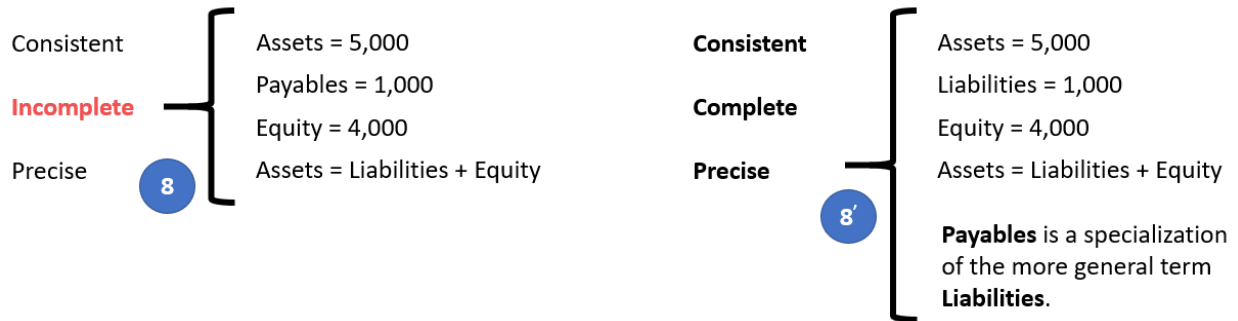 Consistent
Incomplete
Precise
8
Assets = 5,000
Payables = 1,000
Equity = 4,000
Assets = Liabilities + Equity
Consistent
Complete
Precise
8′
Assets = 5,000
Liabilities = 1,000
Equity = 4,000
Assets = Liabilities + Equity
Payables is a specialization
of the more general term
Liabilities.